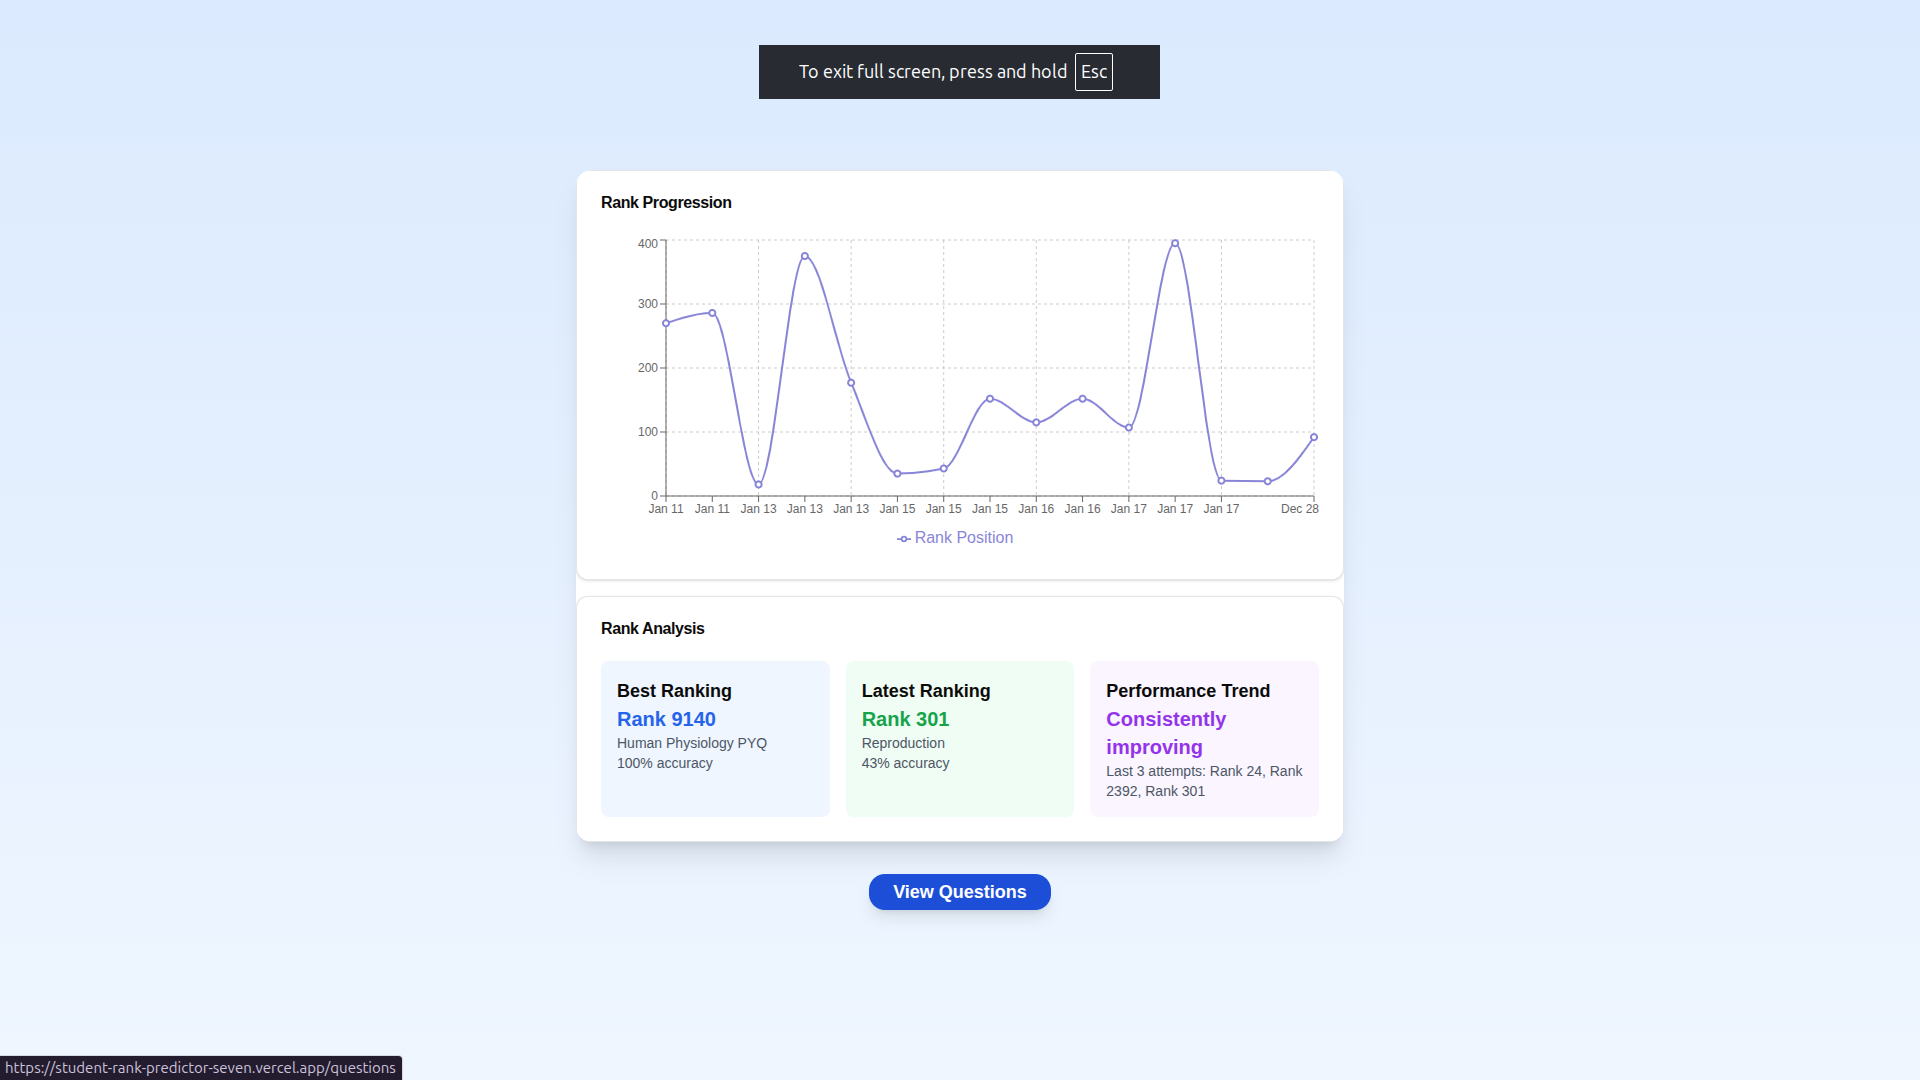 To exit full screen, press and hold Esc
Rank Progression
400
300
200
100
0
Jan 11 Jan 11 Jan 13 Jan 13 Jan 13 Jan 15 Jan 15 Jan 15 Jan 16 Jan 16 Jan 17 Jan 17 Jan 17 Dec 28
Rank Position
Rank Analysis
Best Ranking
Rank 9140
Human Physiology PYQ
100% accuracy
Latest Ranking
Rank 301
Reproduction
43% accuracy
Performance Trend
Consistently
improving
Last 3 attempts: Rank 24, Rank
2392, Rank 301
View Questions
https://student-rank-predictor-seven.vercel.app/questions